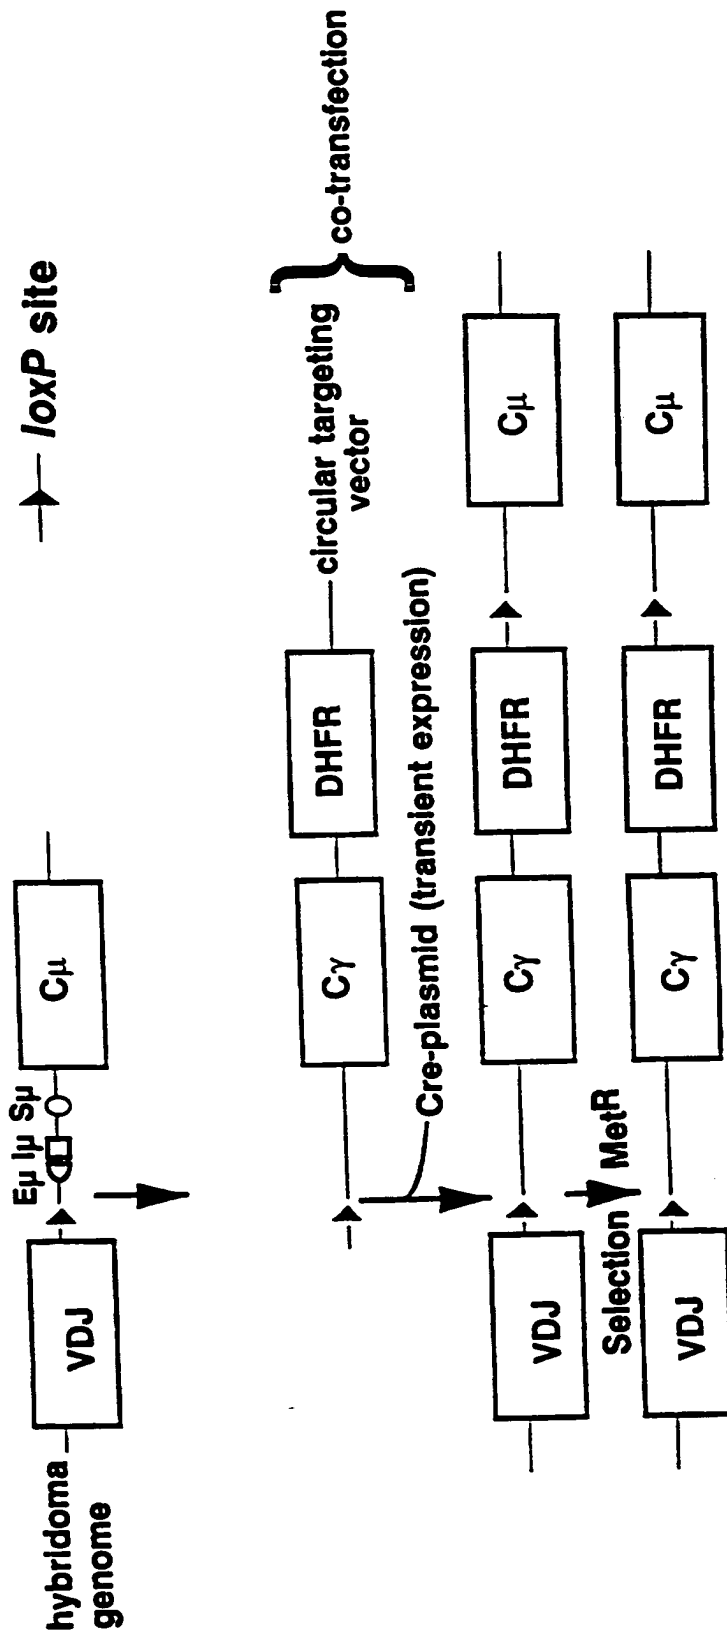 loxP site
Eμ Iμ Sμ
hybridoma
genome
VDJ
Cμ
Cγ
DHFR
circular targeting
vector
co-transfection
Cre-plasmid (transient expression)
VDJ
Cγ
DHFR
Cμ
Selection MetR
VDJ
Cγ
DHFR
Cμ